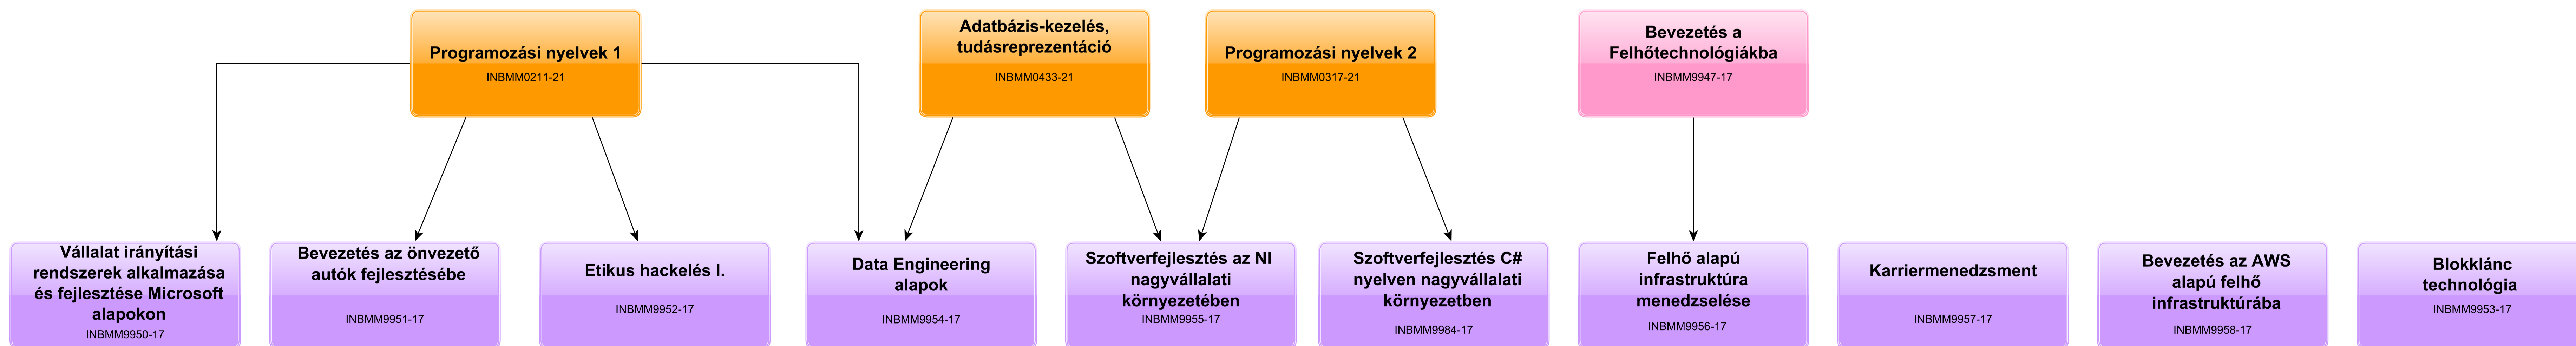 Programozási nyelvek 1
INBMM0211-21
Adatbázis-kezelés,
tudásreprezentáció
INBMM0433-21
Programozási nyelvek 2
INBMM0317-21
Bevezetés a
Felhőtechnológiákba
INBMM9947-17
Vállalat irányítási
rendszerek alkalmazása
és fejlesztése Microsoft
alapokon
INBMM9950-17
Bevezetés az önvezető
autók fejlesztésébe
INBMM9951-17
Etikus hackelés I.
INBMM9952-17
Data Engineering
alapok
INBMM9954-17
Szoftverfejlesztés az NI
nagyvállalati
környezetében
INBMM9955-17
Szoftverfejlesztés C#
nyelven nagyvállalati
környezetben
INBMM9984-17
Felhő alapú
infrastruktúra
menedzselése
INBMM9956-17
Karriermenedzsment
INBMM9957-17
Bevezetés az AWS
alapú felhő
infrastruktúrába
INBMM9958-17
Blokklánc
technológia
INBMM9953-17